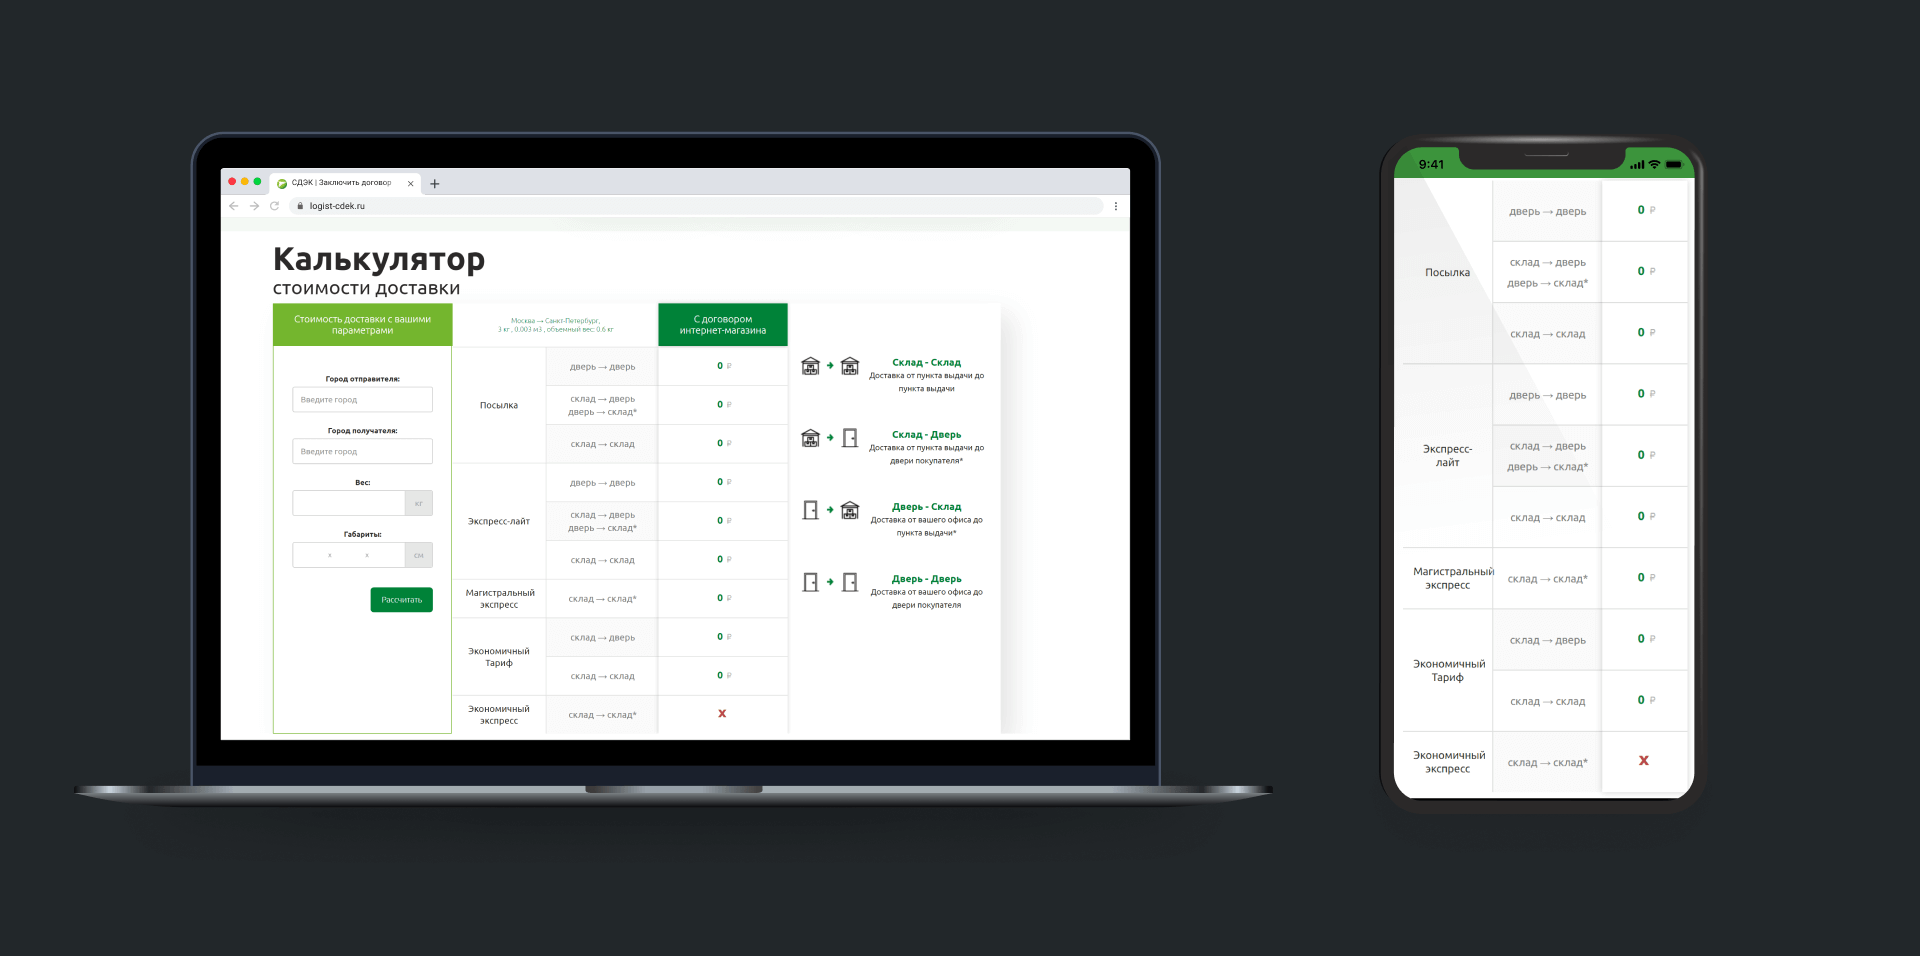 СДЭК | Заключить договор
logist-cdek.ru
Калькулятор
стоимости доставки
Стоимость доставки с вашими
параметрами
Город отправителя:
Введите город
Город получателя:
Введите город
Вес:
кг
Габариты:
x x см
Рассчитать
Москва → Санкт-Петербург,
3 кг , 0.003 м3 , объемный вес: 0.6 кг
С договором
интернет-магазина
Посылка
дверь → дверь
0 ₽
склад → дверь
дверь → склад*
0 ₽
склад → склад
0 ₽
Экспресс-лайт
дверь → дверь
0 ₽
склад → дверь
дверь → склад*
0 ₽
склад → склад
0 ₽
Магистральный
экспресс
склад → склад*
0 ₽
Экономичный
Тариф
склад → дверь
0 ₽
склад → склад
0 ₽
Экономичный
экспресс
склад → склад*
x
Склад - Склад
Доставка от пункта выдачи до
пункта выдачи
Склад - Дверь
Доставка от пункта выдачи до
двери покупателя*
Дверь - Склад
Доставка от вашего офиса до
пункта выдачи*
Дверь - Дверь
Доставка от вашего офиса до
двери покупателя
9:41
Посылка
дверь → дверь
0 ₽
склад → дверь
дверь → склад*
0 ₽
склад → склад
0 ₽
Экспресс-
лайт
дверь → дверь
0 ₽
склад → дверь
дверь → склад*
0 ₽
склад → склад
0 ₽
Магистральный
экспресс
склад → склад*
0 ₽
Экономичный
Тариф
склад → дверь
0 ₽
склад → склад
0 ₽
Экономичный
экспресс
склад → склад*
x